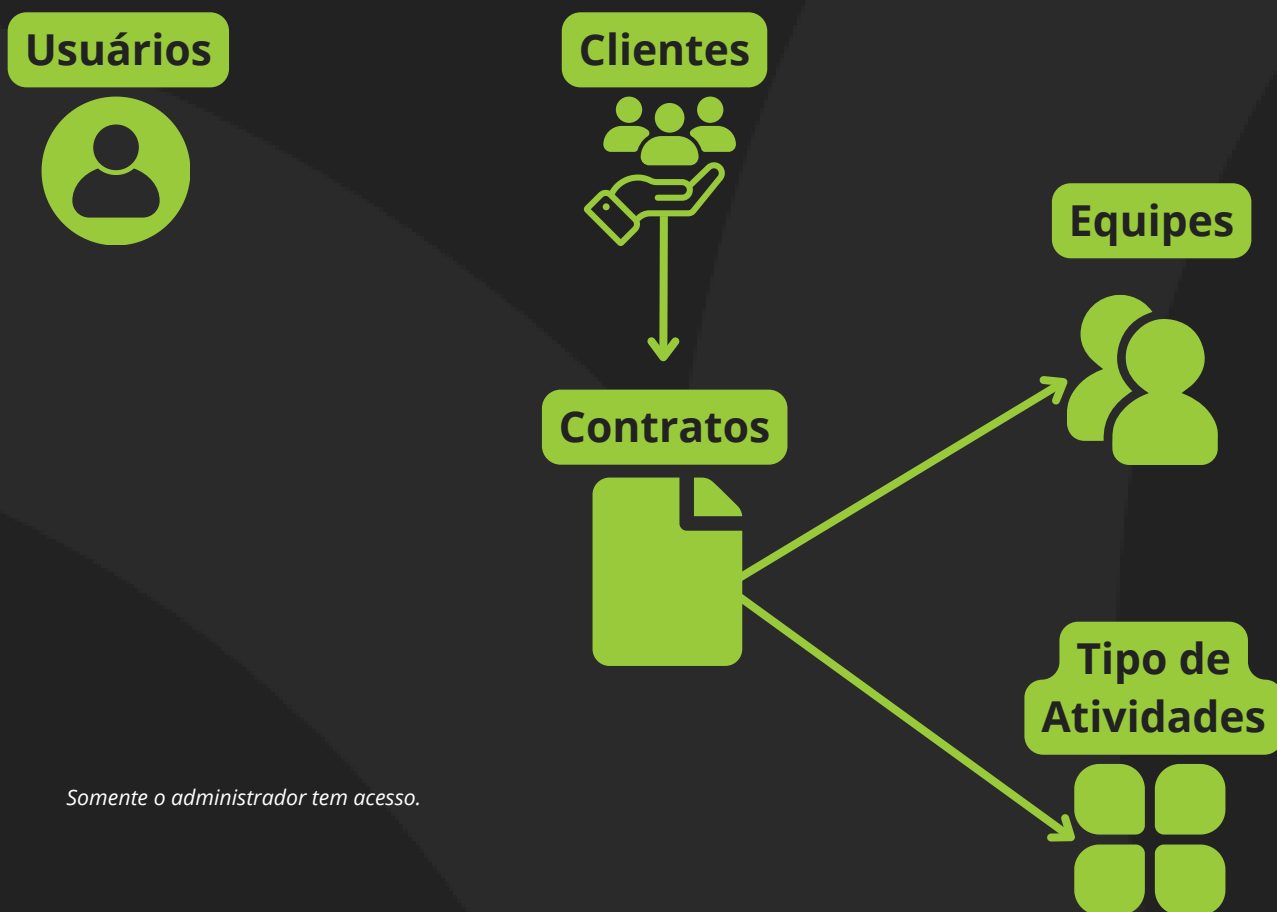 Usuários
Clientes
Equipes
Contratos
Tipo de
Atividades
Somente o administrador tem acesso.